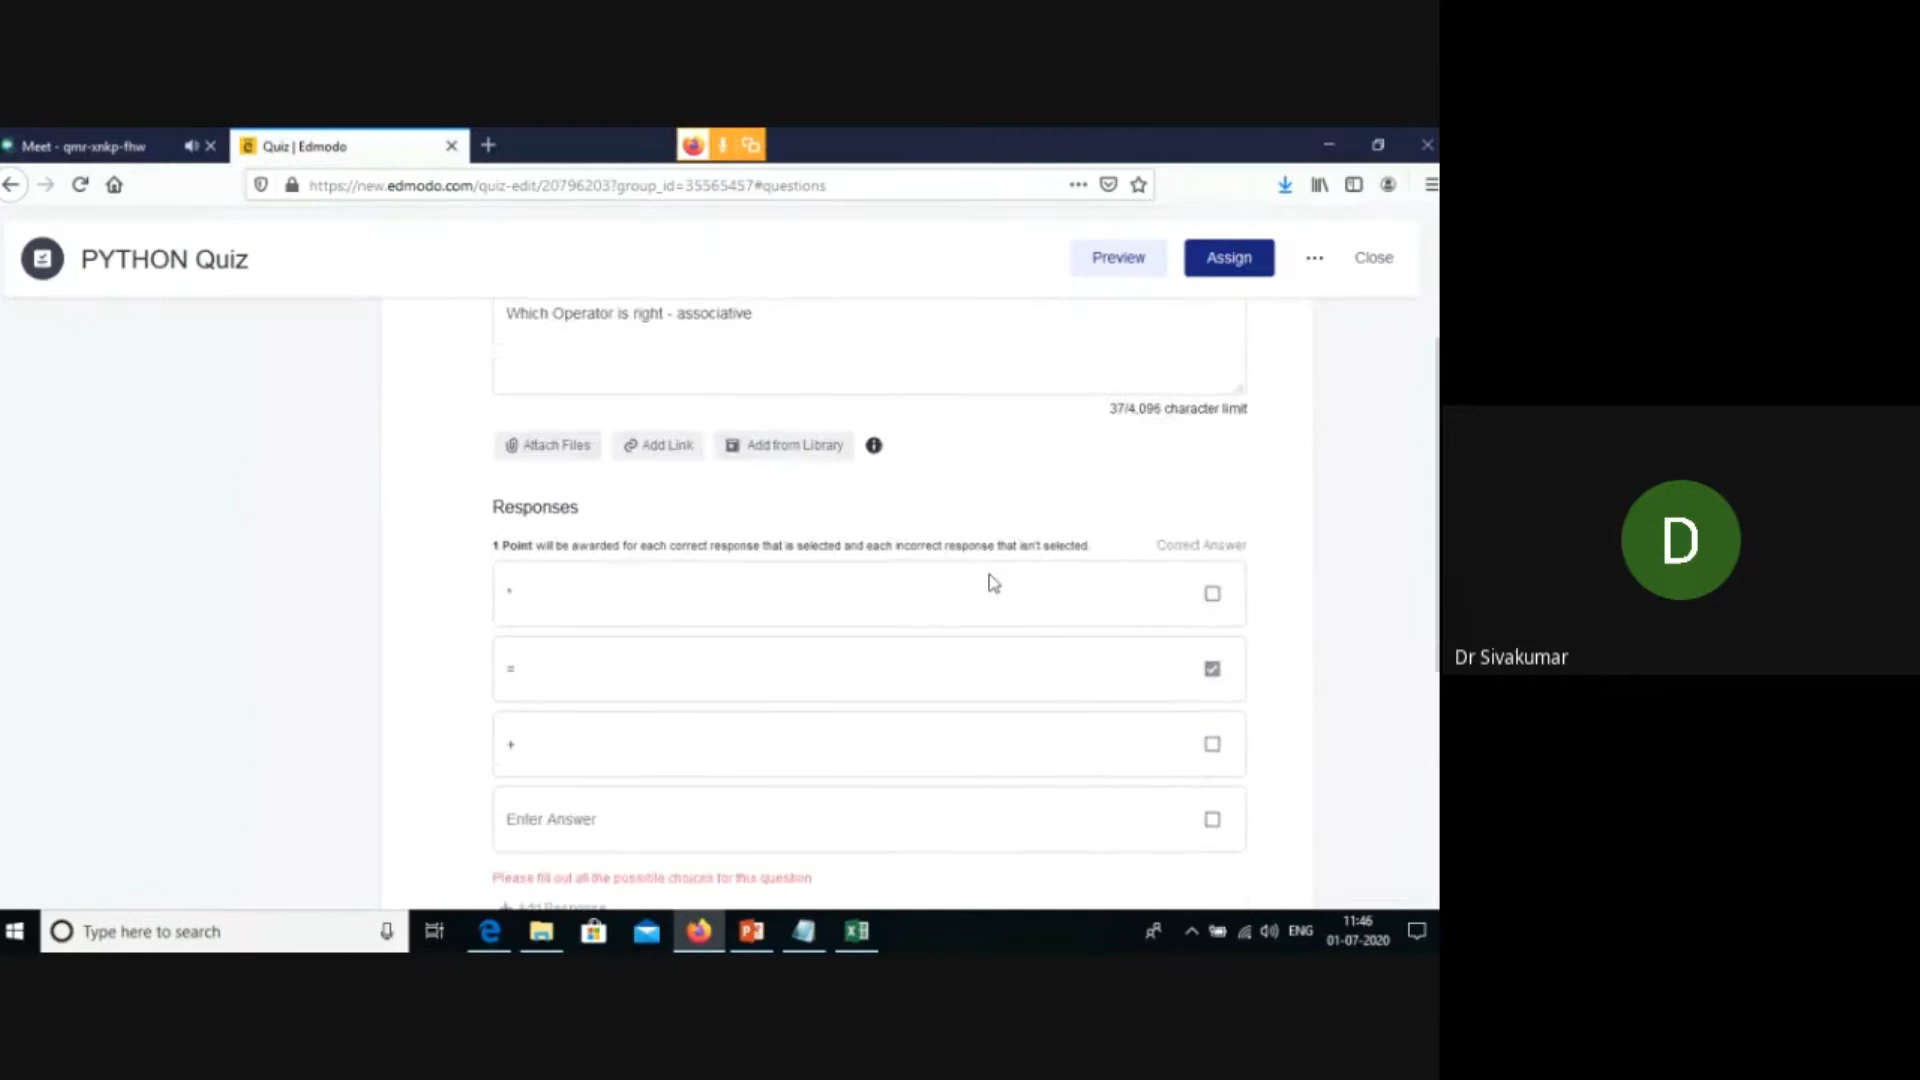 Meet - qmr-xnkp-fhw
Quiz | Edmodo
https://new.edmodo.com/quiz-edit/20796203?group_id=35565457#questions
PYTHON Quiz
Preview
Assign
Close
Which Operator is right - associative
37/4,096 character limit
Attach Files
Add Link
Add from Library
Responses
1 Point will be awarded for each correct response that is selected and each incorrect response that isn't selected.
Correct Answer
*
=
+
Enter Answer
Please fill out all the possible choices for this question
+ Add Response
Type here to search
ENG
11:46
01-07-2020
D
Dr Sivakumar